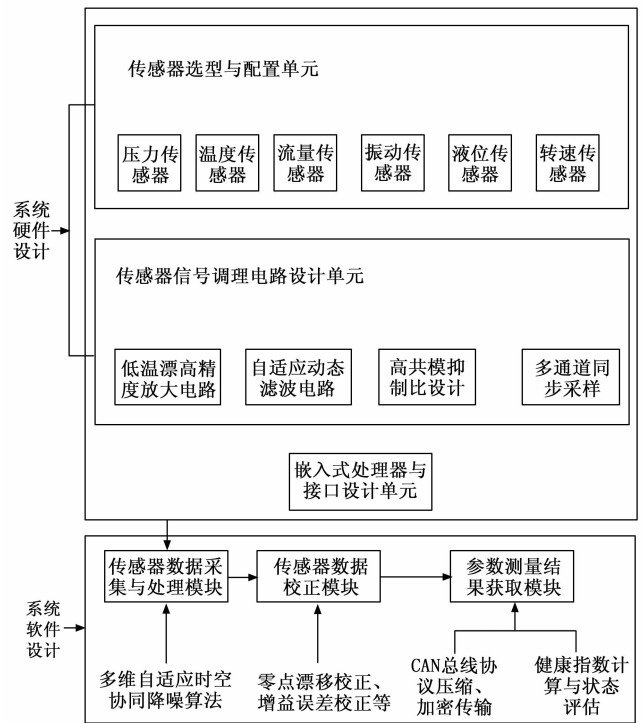 传感器选型与配置单元
压力传
感器
温度传
感器
流量传
感器
振动传
感器
液位传
感器
转速传
感器
系统
硬件
设计
传感器信号调理电路设计单元
低温漂高精
度放大电路
自适应动态
滤波电路
高共模抑
制比设计
多通道同
步采样
嵌入式处理器与
接口设计单元
传感器数据采
集与处理模块
传感器数据
校正模块
参数测量结
果获取模块
系统
软件
设计
多维自适应时空
协同降噪算法
零点漂移校正、
增益误差校正等
CAN总线协
议压缩、
加密传输
健康指数计
算与状态
评估